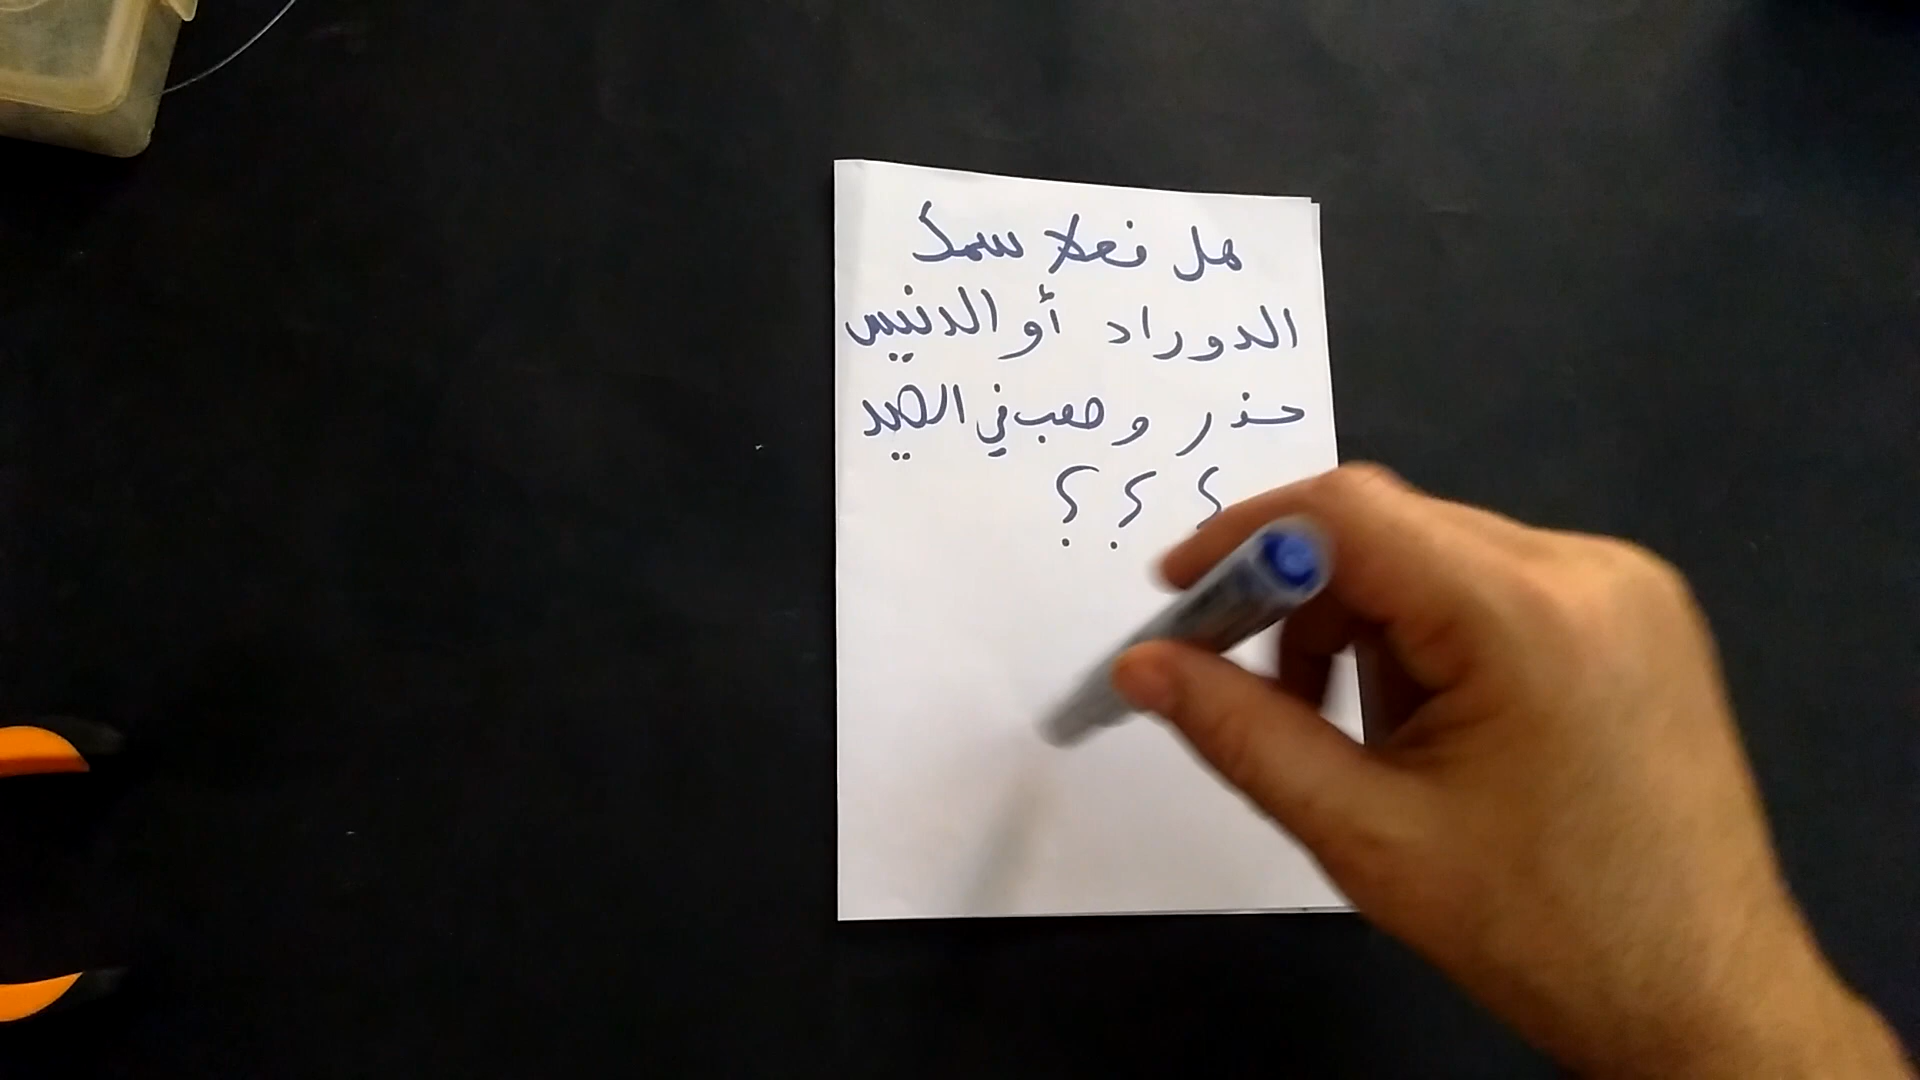 هل فعلا سمك
الدوراد أو الدنيس
حذر وصعب في الصيد
؟ ؟ ؟